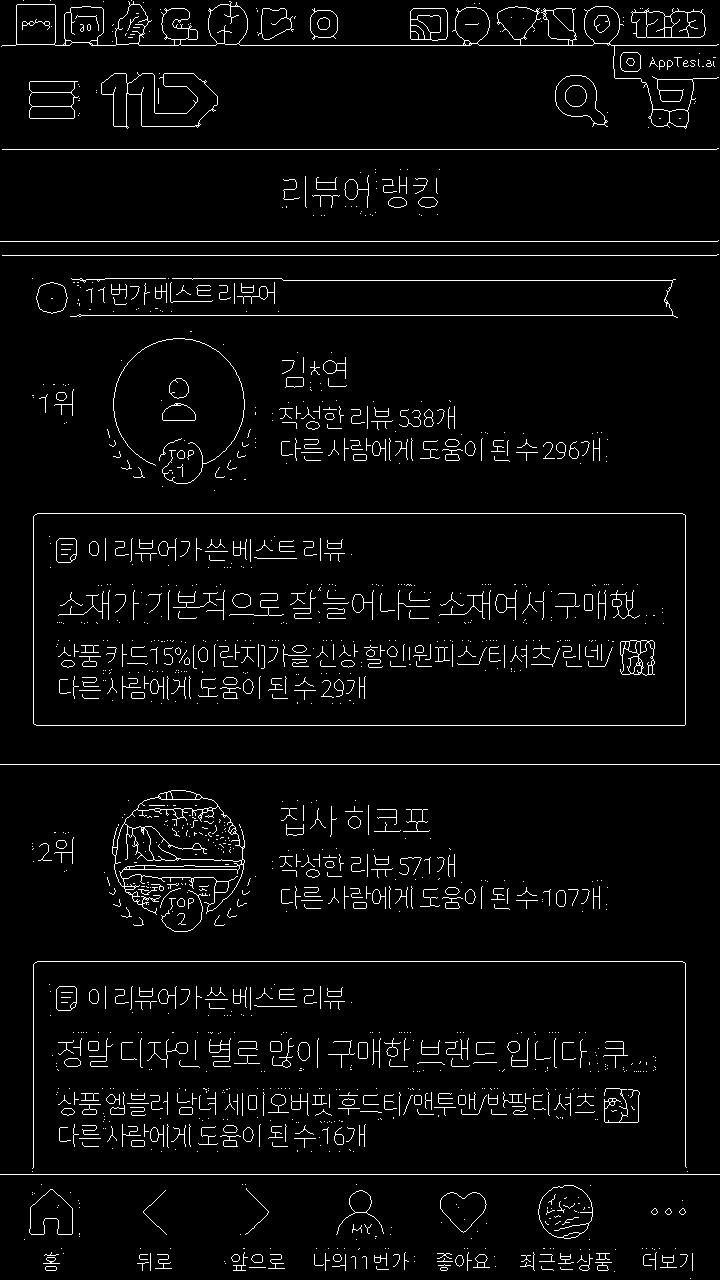 12:23
AppTest.ai
11
리뷰어 랭킹
11번가 베스트 리뷰어
1위
김*연
작성한 리뷰 538개
다른 사람에게 도움이 된 수 296개
TOP
1
이 리뷰어가 쓴 베스트 리뷰
소재가 기본적으로 잘 늘어나는 소재여서 구매했...
상품 카드15%[이란지]가을 신상 할인!원피스/티셔츠/린넨/
다른 사람에게 도움이 된 수 29개
2위
집사 히코포
작성한 리뷰 571개
다른 사람에게 도움이 된 수 107개
TOP
2
이 리뷰어가 쓴 베스트 리뷰
정말 디자인 별로 많이 구매한 브랜드 입니다. 쿠...
상품 엠블러 남녀 세미오버핏 후드티/맨투맨/반팔티셔츠
다른 사람에게 도움이 된 수 16개
MY
홈 뒤로 앞으로 나의11번가 좋아요 최근본상품 더보기